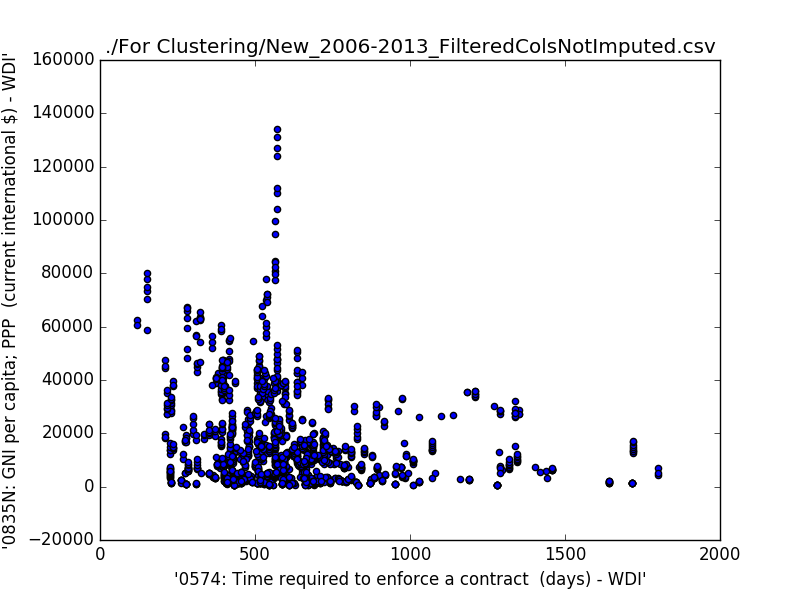 ./For Clustering/New_2006-2013_FilteredColsNotImputed.csv
160000
140000
120000
100000
80000
60000
40000
20000
0
−20000
'0835N: GNI per capita; PPP  (current international $) - WDI'
0 500 1000 1500 2000
'0574: Time required to enforce a contract  (days) - WDI'